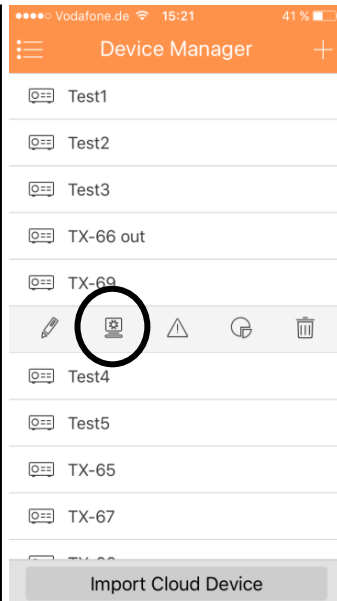 Vodafone.de 15:21 41 %
Device Manager
Test1
Test2
Test3
TX-66 out
TX-69
Test4
Test5
TX-65
TX-67
Import Cloud Device